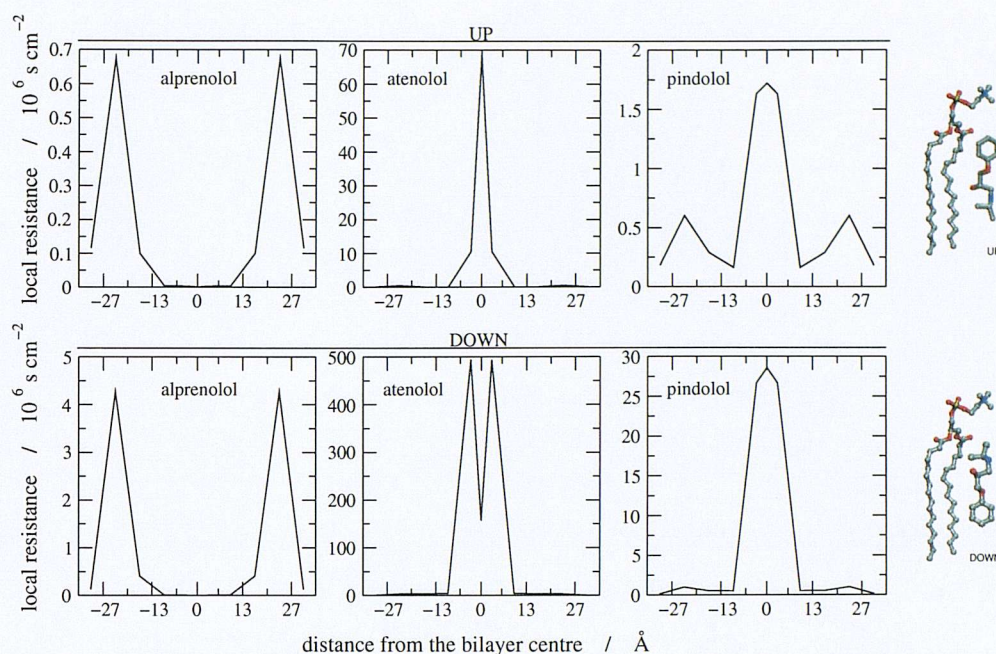 UP
local resistance / 10⁶ s cm⁻²
alprenolol
0.7
0.6
0.5
0.4
0.3
0.2
0.1
0
−27 −13 0 13 27
atenolol
70
60
50
40
30
20
10
0
−27 −13 0 13 27
pindolol
2
1.5
1
0.5
0
−27 −13 0 13 27
UP
DOWN
local resistance / 10⁶ s cm⁻²
alprenolol
5
4
3
2
1
0
−27 −13 0 13 27
atenolol
500
400
300
200
100
0
−27 −13 0 13 27
pindolol
30
25
20
15
10
5
0
−27 −13 0 13 27
DOWN
distance from the bilayer centre / Å